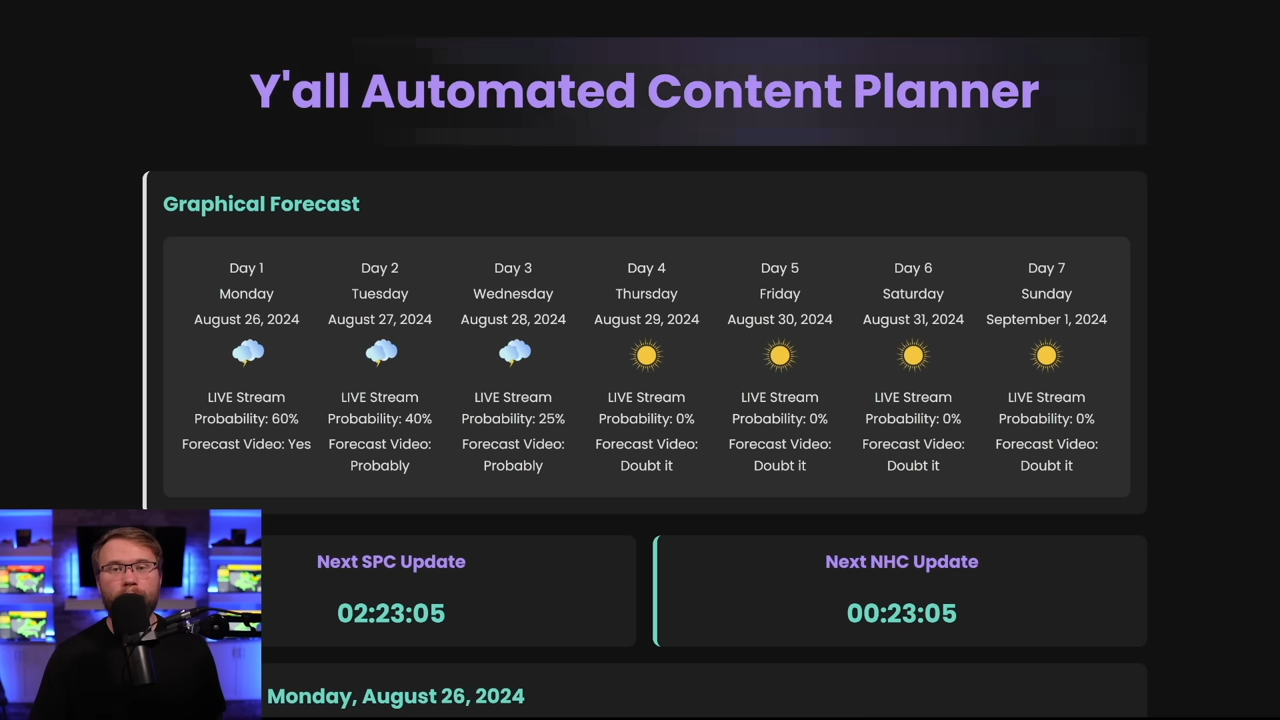 Y'all Automated Content Planner
Graphical Forecast
Day 1
Monday
August 26, 2024
LIVE Stream
Probability: 60%
Forecast Video: Yes
Day 2
Tuesday
August 27, 2024
LIVE Stream
Probability: 40%
Forecast Video:
Probably
Day 3
Wednesday
August 28, 2024
LIVE Stream
Probability: 25%
Forecast Video:
Probably
Day 4
Thursday
August 29, 2024
LIVE Stream
Probability: 0%
Forecast Video:
Doubt it
Day 5
Friday
August 30, 2024
LIVE Stream
Probability: 0%
Forecast Video:
Doubt it
Day 6
Saturday
August 31, 2024
LIVE Stream
Probability: 0%
Forecast Video:
Doubt it
Day 7
Sunday
September 1, 2024
LIVE Stream
Probability: 0%
Forecast Video:
Doubt it
Next SPC Update
02:23:05
Next NHC Update
00:23:05
Monday, August 26, 2024